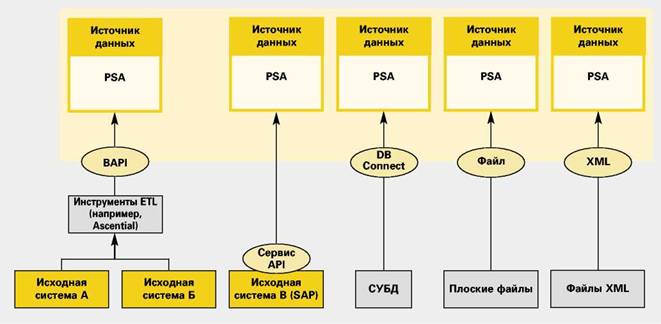 Источник
данных
PSA
Источник
данных
PSA
Источник
данных
PSA
Источник
данных
PSA
Источник
данных
PSA
BAPI
DB
Connect
Файл
XML
Инструменты ETL
(например,
Ascential)
Сервис
API
Исходная
система А
Исходная
система Б
Исходная
система В (SAP)
СУБД
Плоские файлы
Файлы XML